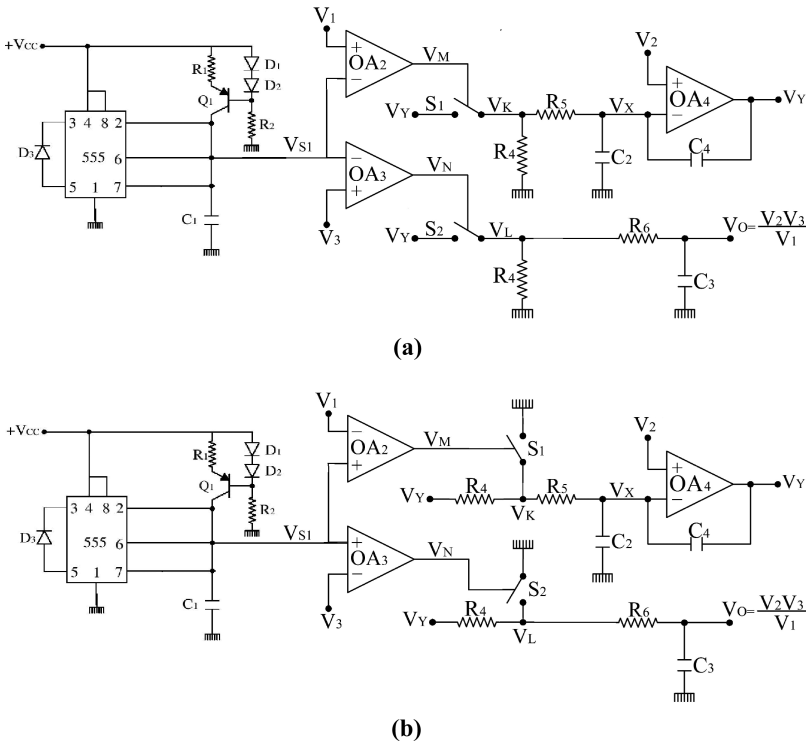 V1
+VCC
R1
D1
D2
Q1
R2
D3
3 4 8 2
555
6
5 1 7
C1
VS1
+
OA2
−
VM
VY
S1
VK
R5
VX
R4
C2
V2
+
OA4
−
VY
C4
−
OA3
+
VN
V3
VY
S2
VL
R6
VO=V2V3/V1
R4
C3
(a)
V1
+VCC
R1
D1
D2
Q1
R2
D3
3 4 8 2
555
6
5 1 7
C1
VS1
−
OA2
+
VM
S1
VY
R4
VK
R5
VX
C2
V2
+
OA4
−
VY
C4
+
OA3
−
VN
V3
S2
VY
R4
VL
R6
VO=V2V3/V1
C3
(b)